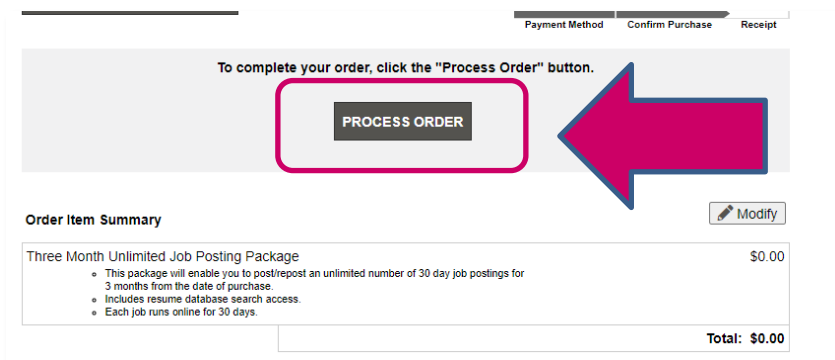 Payment Method Confirm Purchase Receipt
To complete your order, click the "Process Order" button.
PROCESS ORDER
Order Item Summary
Modify
Three Month Unlimited Job Posting Package $0.00
This package will enable you to post/repost an unlimited number of 30 day job postings for
3 months from the date of purchase.
Includes resume database search access.
Each job runs online for 30 days.
Total: $0.00